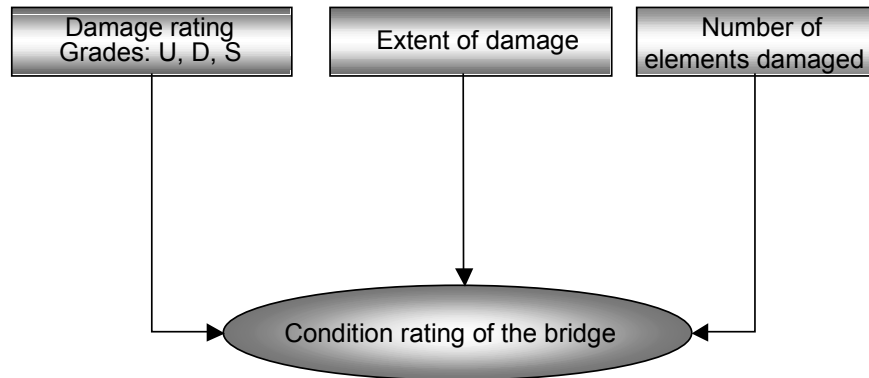 Damage rating
Grades: U, D, S
Extent of damage
Number of
elements damaged
Condition rating of the bridge